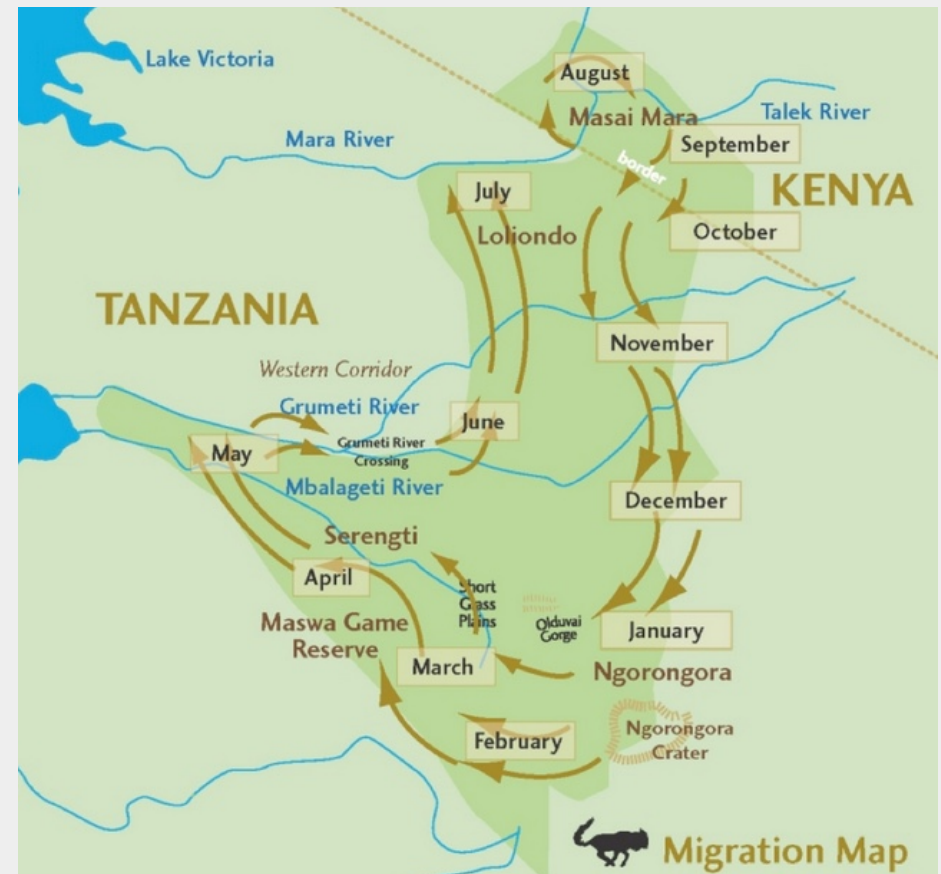 Lake Victoria
August
Masai Mara
Talek River
Mara River
September
border
KENYA
July
October
Loliondo
TANZANIA
November
Western Corridor
Grumeti River
June
Grumeti River
Crossing
May
Mbalageti River
December
Serengti
April
Short
Grass
Plains
Olduvai
Gorge
Maswa Game
Reserve
January
March
Ngorongora
February
Ngorongora
Crater
Migration Map